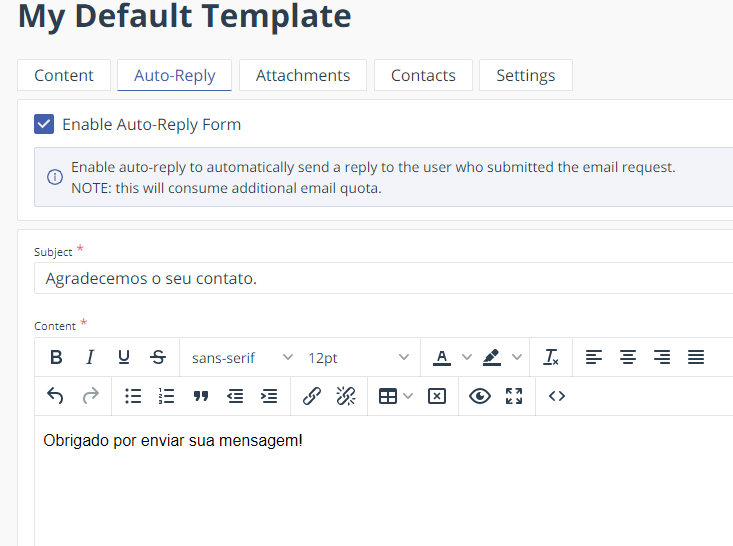 My Default Template
Content Auto-Reply Attachments Contacts Settings
Enable Auto-Reply Form
Enable auto-reply to automatically send a reply to the user who submitted the email request.
NOTE: this will consume additional email quota.
Subject *
Agradecemos o seu contato.
Content *
B I U S sans-serif 12pt A Tx
Obrigado por enviar sua mensagem!